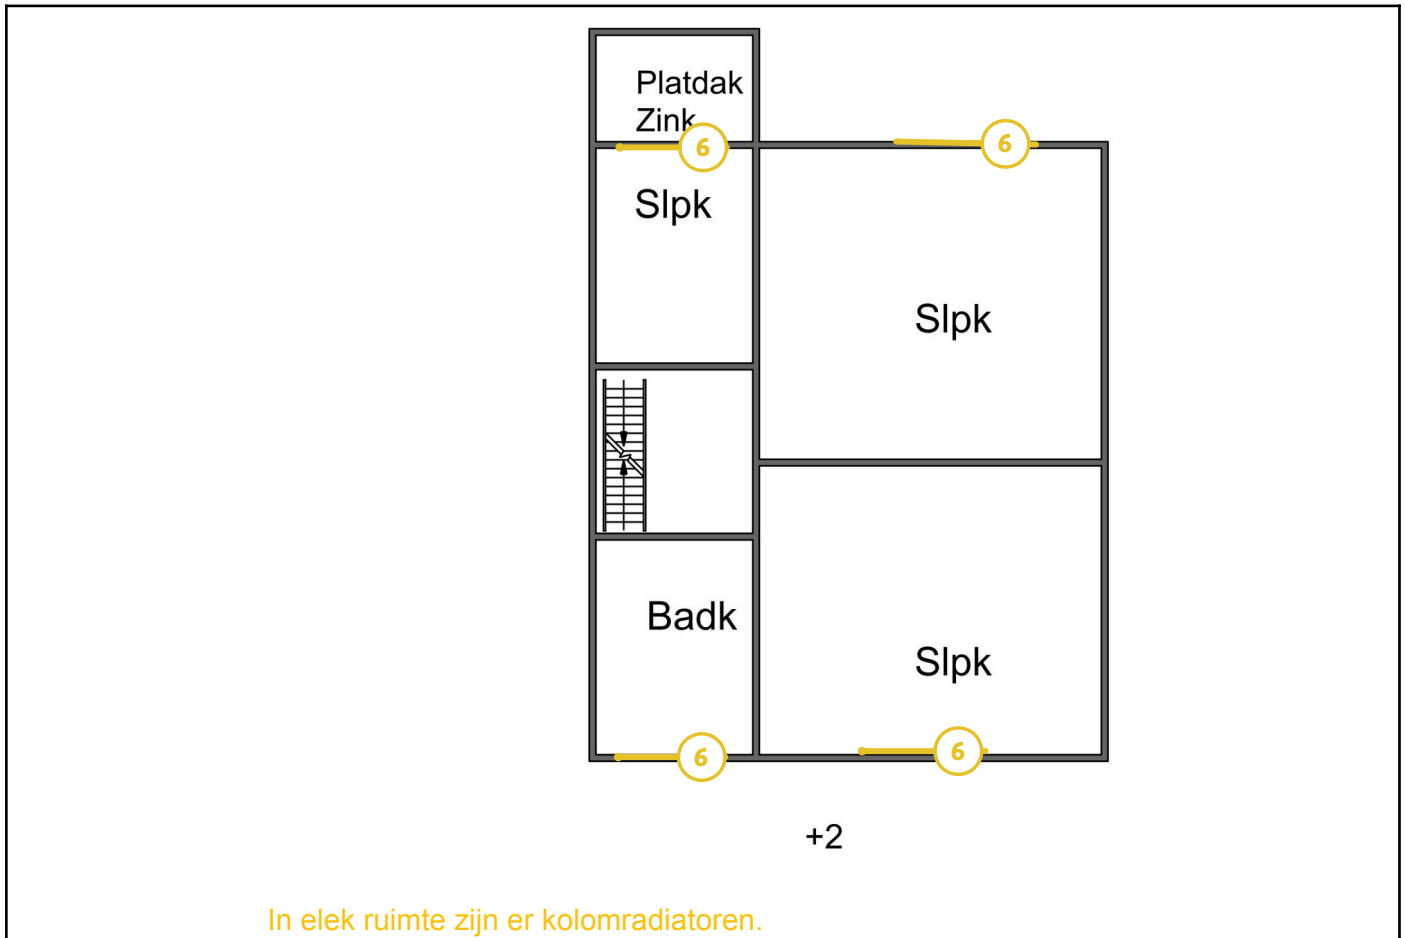 Platdak
Zink
6
6
Slpk
Slpk
Badk
Slpk
6
6
+2
In elek ruimte zijn er kolomradiatoren.